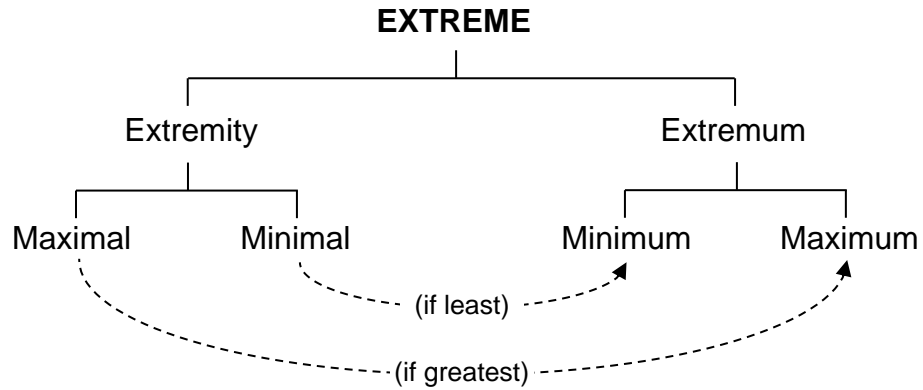 EXTREME
Extremity Extremum
Maximal Minimal Minimum Maximum
(if least)
(if greatest)